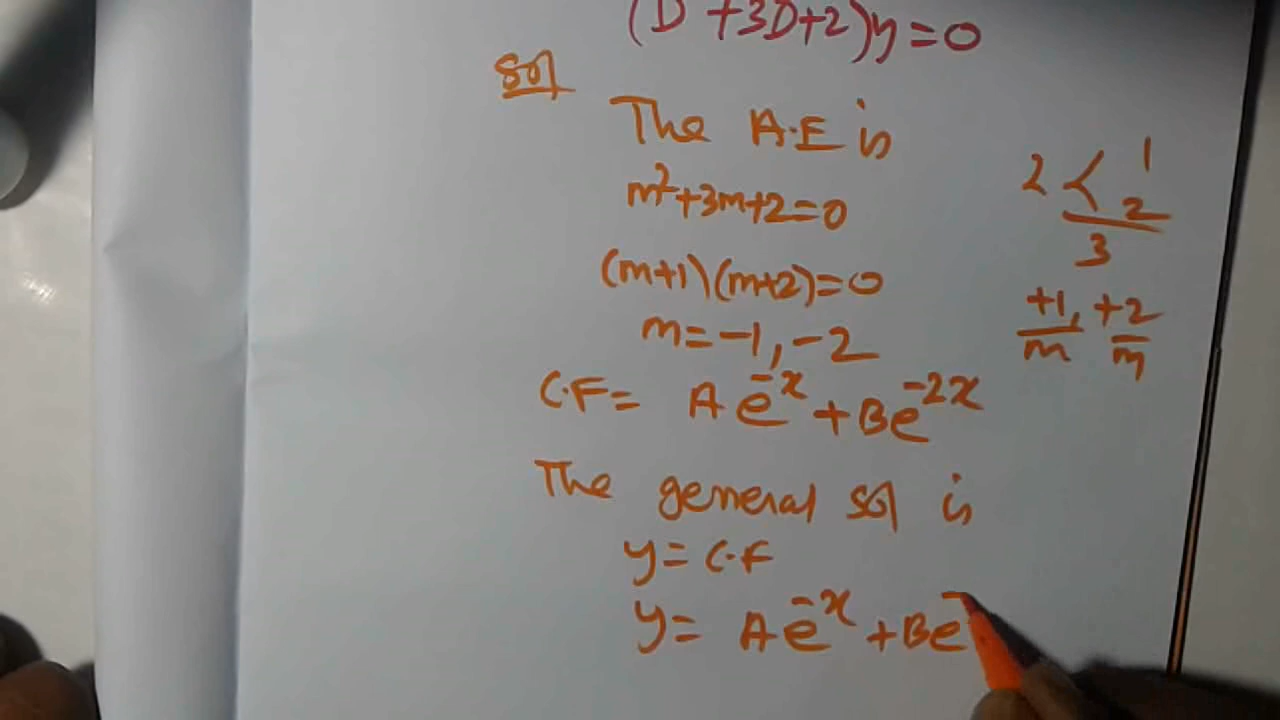 (D +3D+2)y=0
Sol
The A.E is
m²+3m+2=0
2 < 1
2
3
(m+1)(m+2)=0
+1, +2
m m
m=-1,-2
C.F= Ae^-x + Be^-2x
The general sol is
y= C.F
y= Ae^-x + Be^-